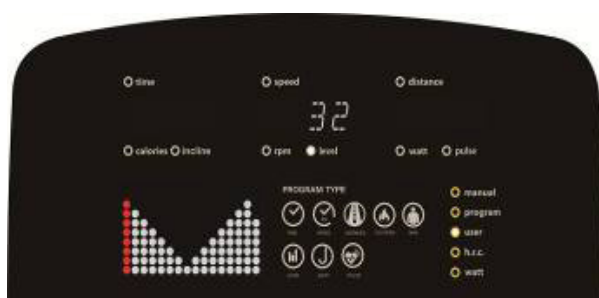 time speed distance
32
calories incline rpm level watt pulse
PROGRAM TYPE
manual
program
user
h.r.c.
watt